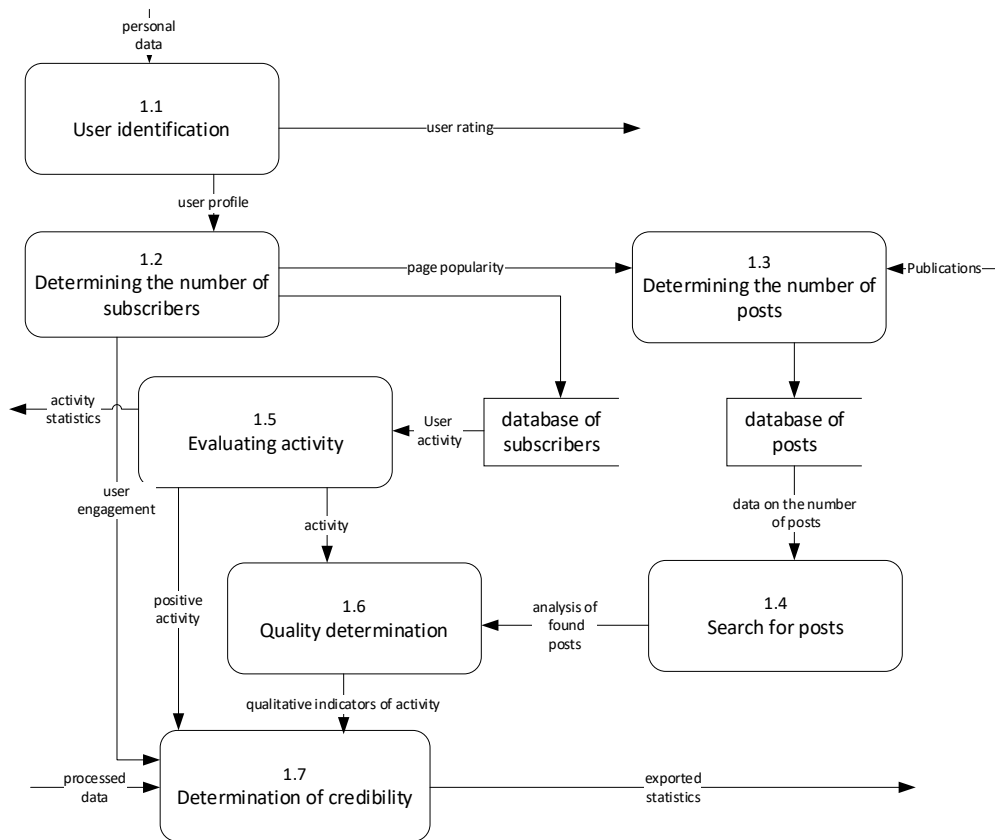 personal
data
1.1
User identification
user rating
user profile
1.2
Determining the number of
subscribers
page popularity
1.3
Determining the number of
posts
Publications
activity
statistics
1.5
Evaluating activity
User
activity
database of
subscribers
database of
posts
user
engagement
activity
data on the number
of posts
positive
activity
1.6
Quality determination
analysis of
found
posts
1.4
Search for posts
qualitative indicators of activity
processed
data
1.7
Determination of credibility
exported
statistics